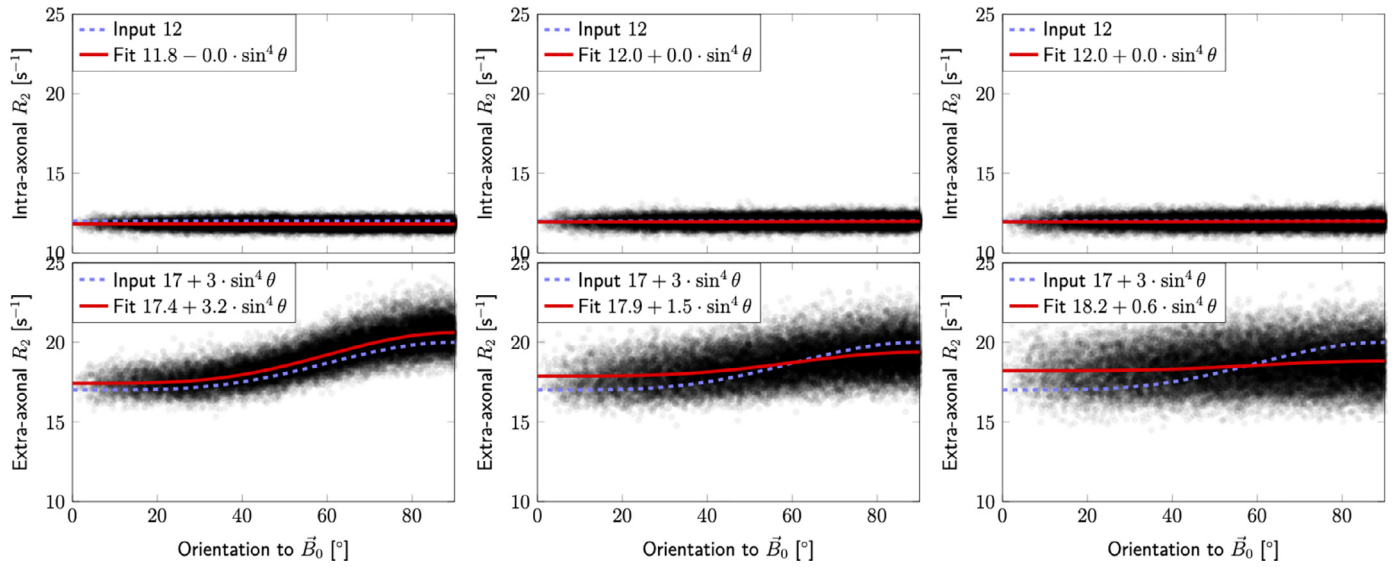 25
20
15
10
Intra-axonal R₂ [s⁻¹]
Input 12
Fit 11.8 − 0.0 · sin⁴ θ
25
20
15
10
Intra-axonal R₂ [s⁻¹]
Input 12
Fit 12.0 + 0.0 · sin⁴ θ
25
20
15
10
Intra-axonal R₂ [s⁻¹]
Input 12
Fit 12.0 + 0.0 · sin⁴ θ
25
20
15
10
Extra-axonal R₂ [s⁻¹]
Input 17 + 3 · sin⁴ θ
Fit 17.4 + 3.2 · sin⁴ θ
0 20 40 60 80
Orientation to B⃗₀ [°]
25
20
15
10
Extra-axonal R₂ [s⁻¹]
Input 17 + 3 · sin⁴ θ
Fit 17.9 + 1.5 · sin⁴ θ
0 20 40 60 80
Orientation to B⃗₀ [°]
25
20
15
10
Extra-axonal R₂ [s⁻¹]
Input 17 + 3 · sin⁴ θ
Fit 18.2 + 0.6 · sin⁴ θ
0 20 40 60 80
Orientation to B⃗₀ [°]